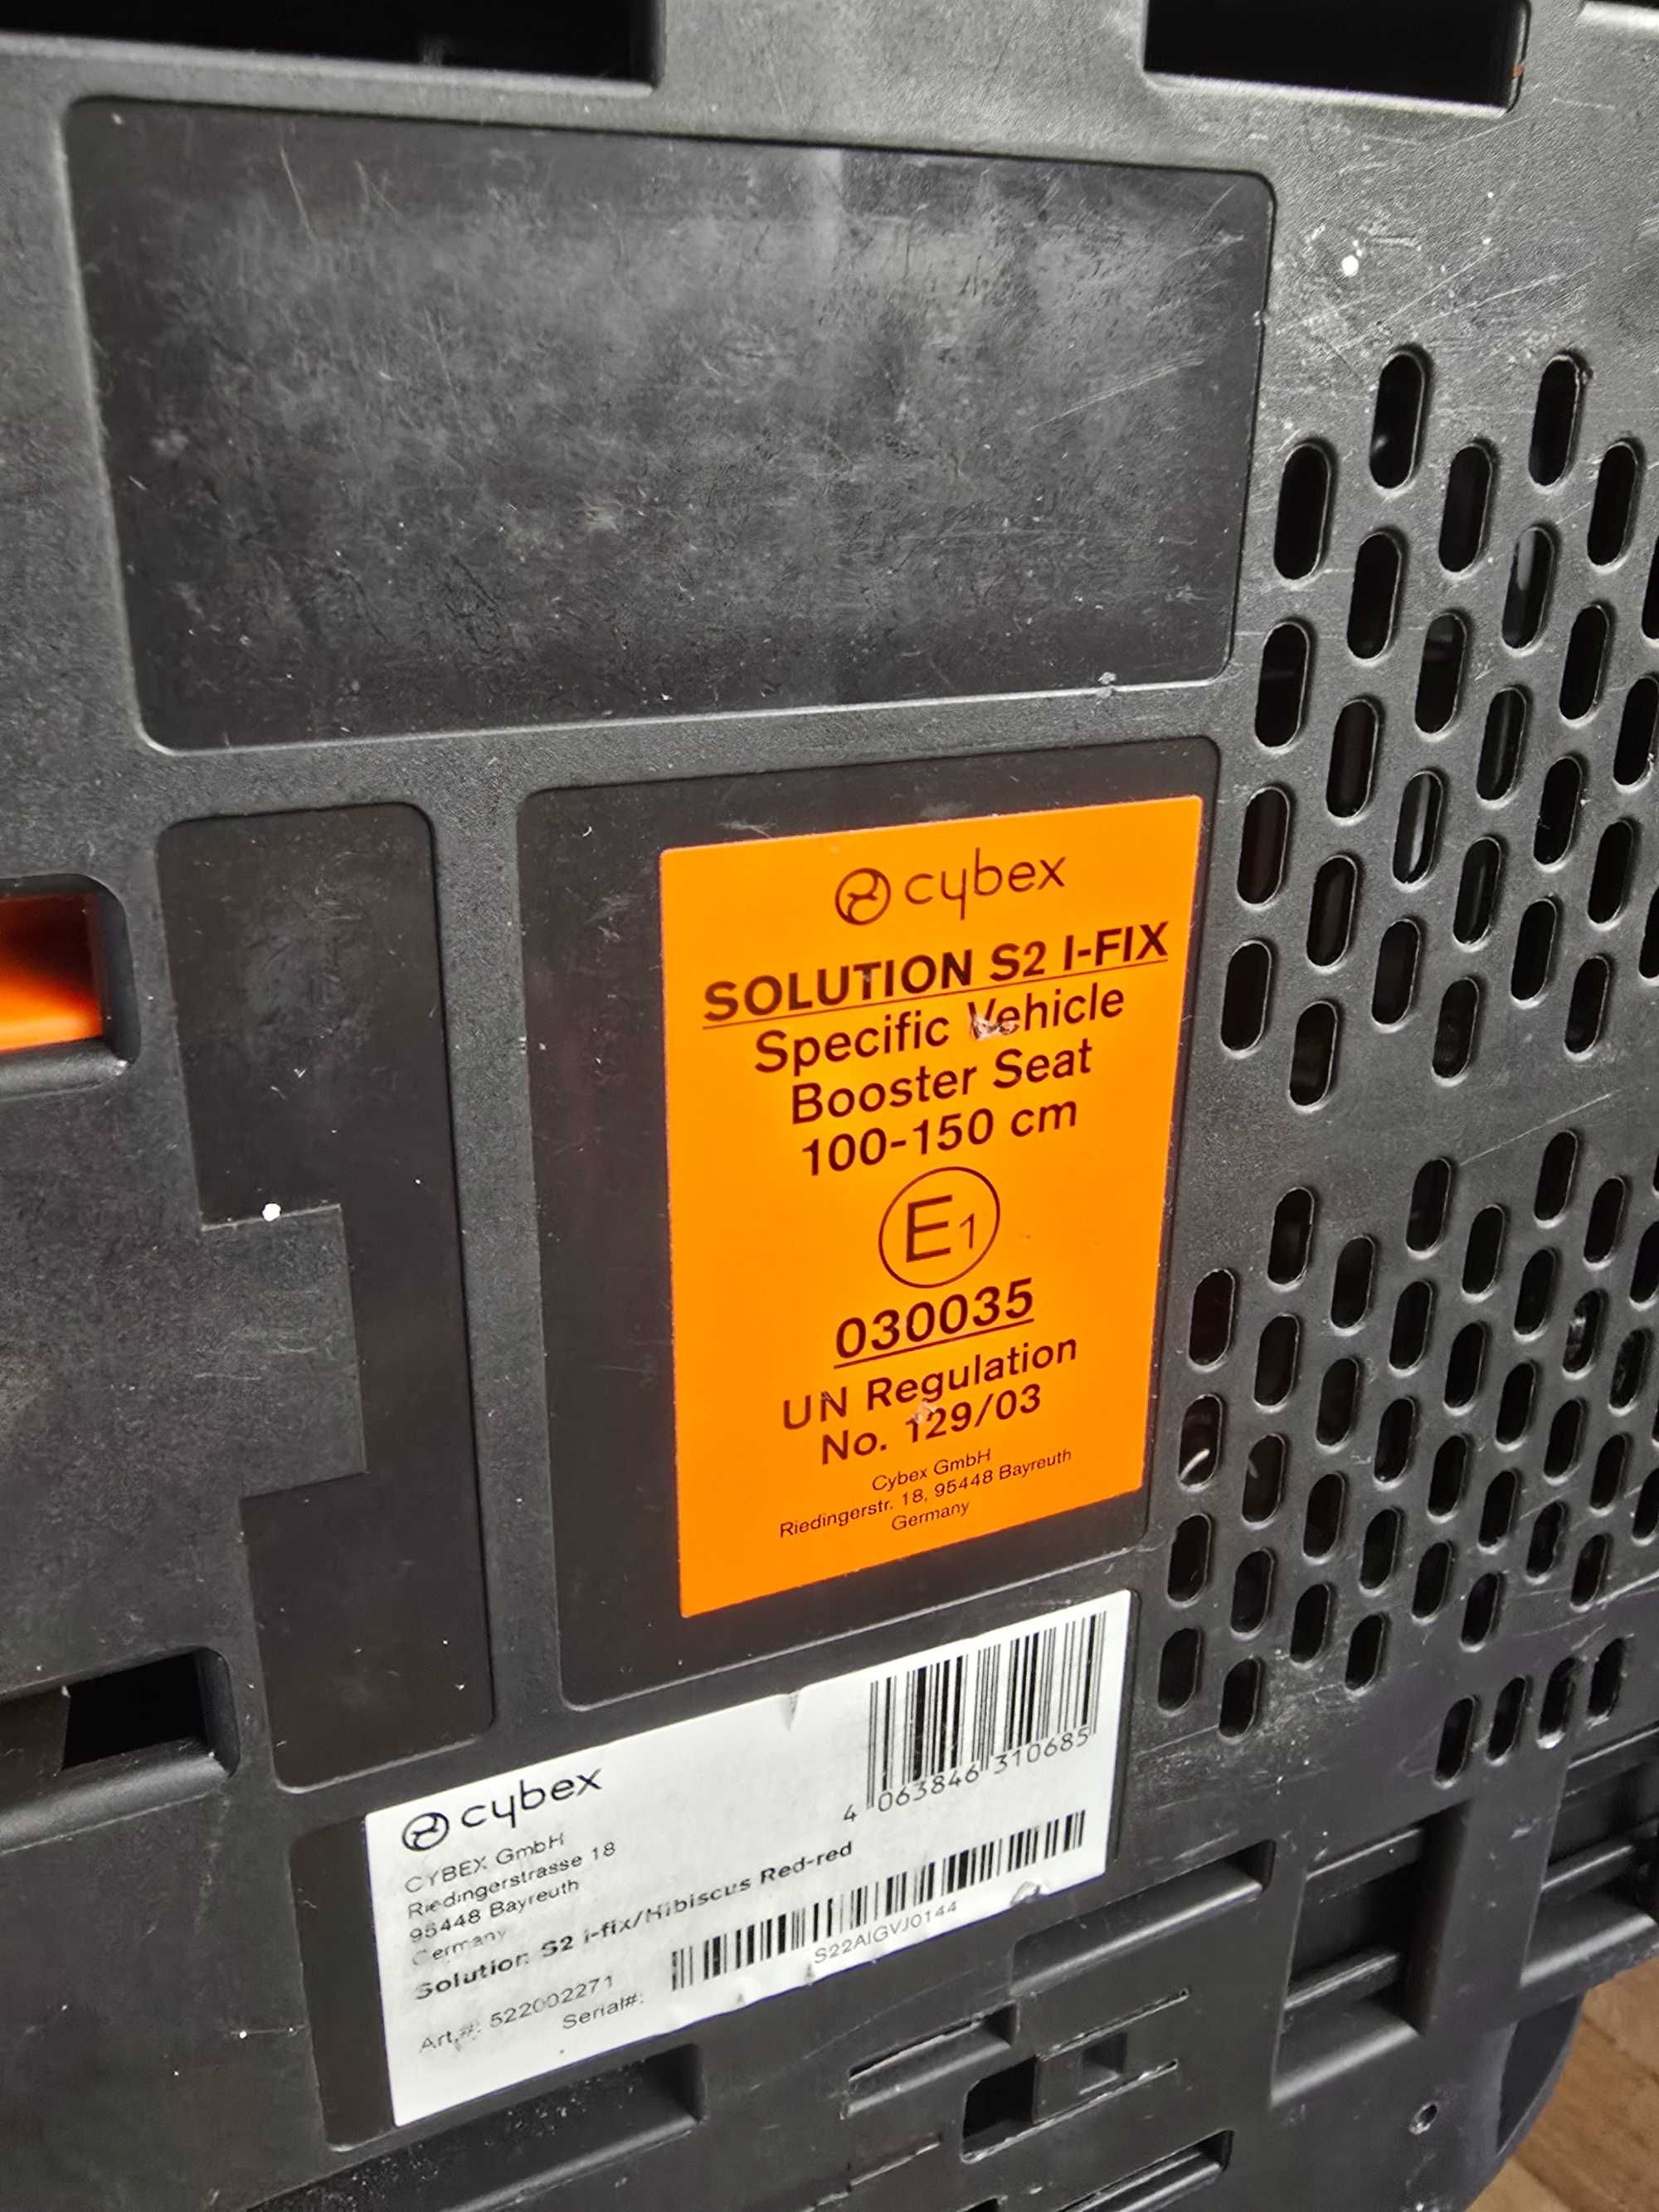 cybex
SOLUTION S2 I-FIX
Specific Vehicle
Booster Seat
100-150 cm
E1
030035
UN Regulation
No. 129/03
Cybex GmbH
Riedingerstr. 18, 95448 Bayreuth
Germany
cybex
CYBEX GmbH
Riedingerstrasse 18
95448 Bayreuth
Germany
Solution S2 i-fix/Hibiscus Red-red
Art.#: 522002271
Serial#:
4 063846 310685
S22AIGVJ0144